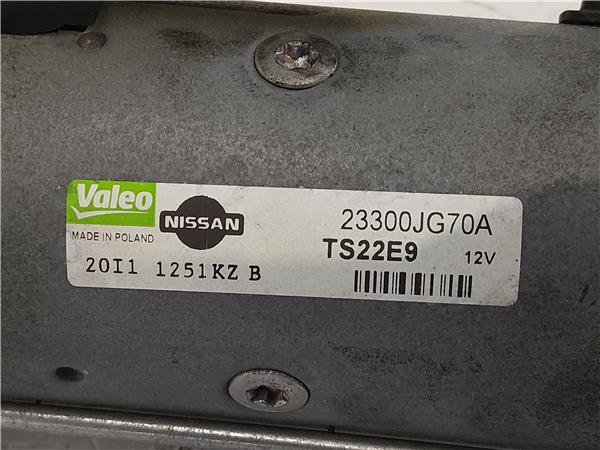 Valeo
NISSAN
23300JG70A
MADE IN POLAND
TS22E9 12V
20I1 1251KZ B